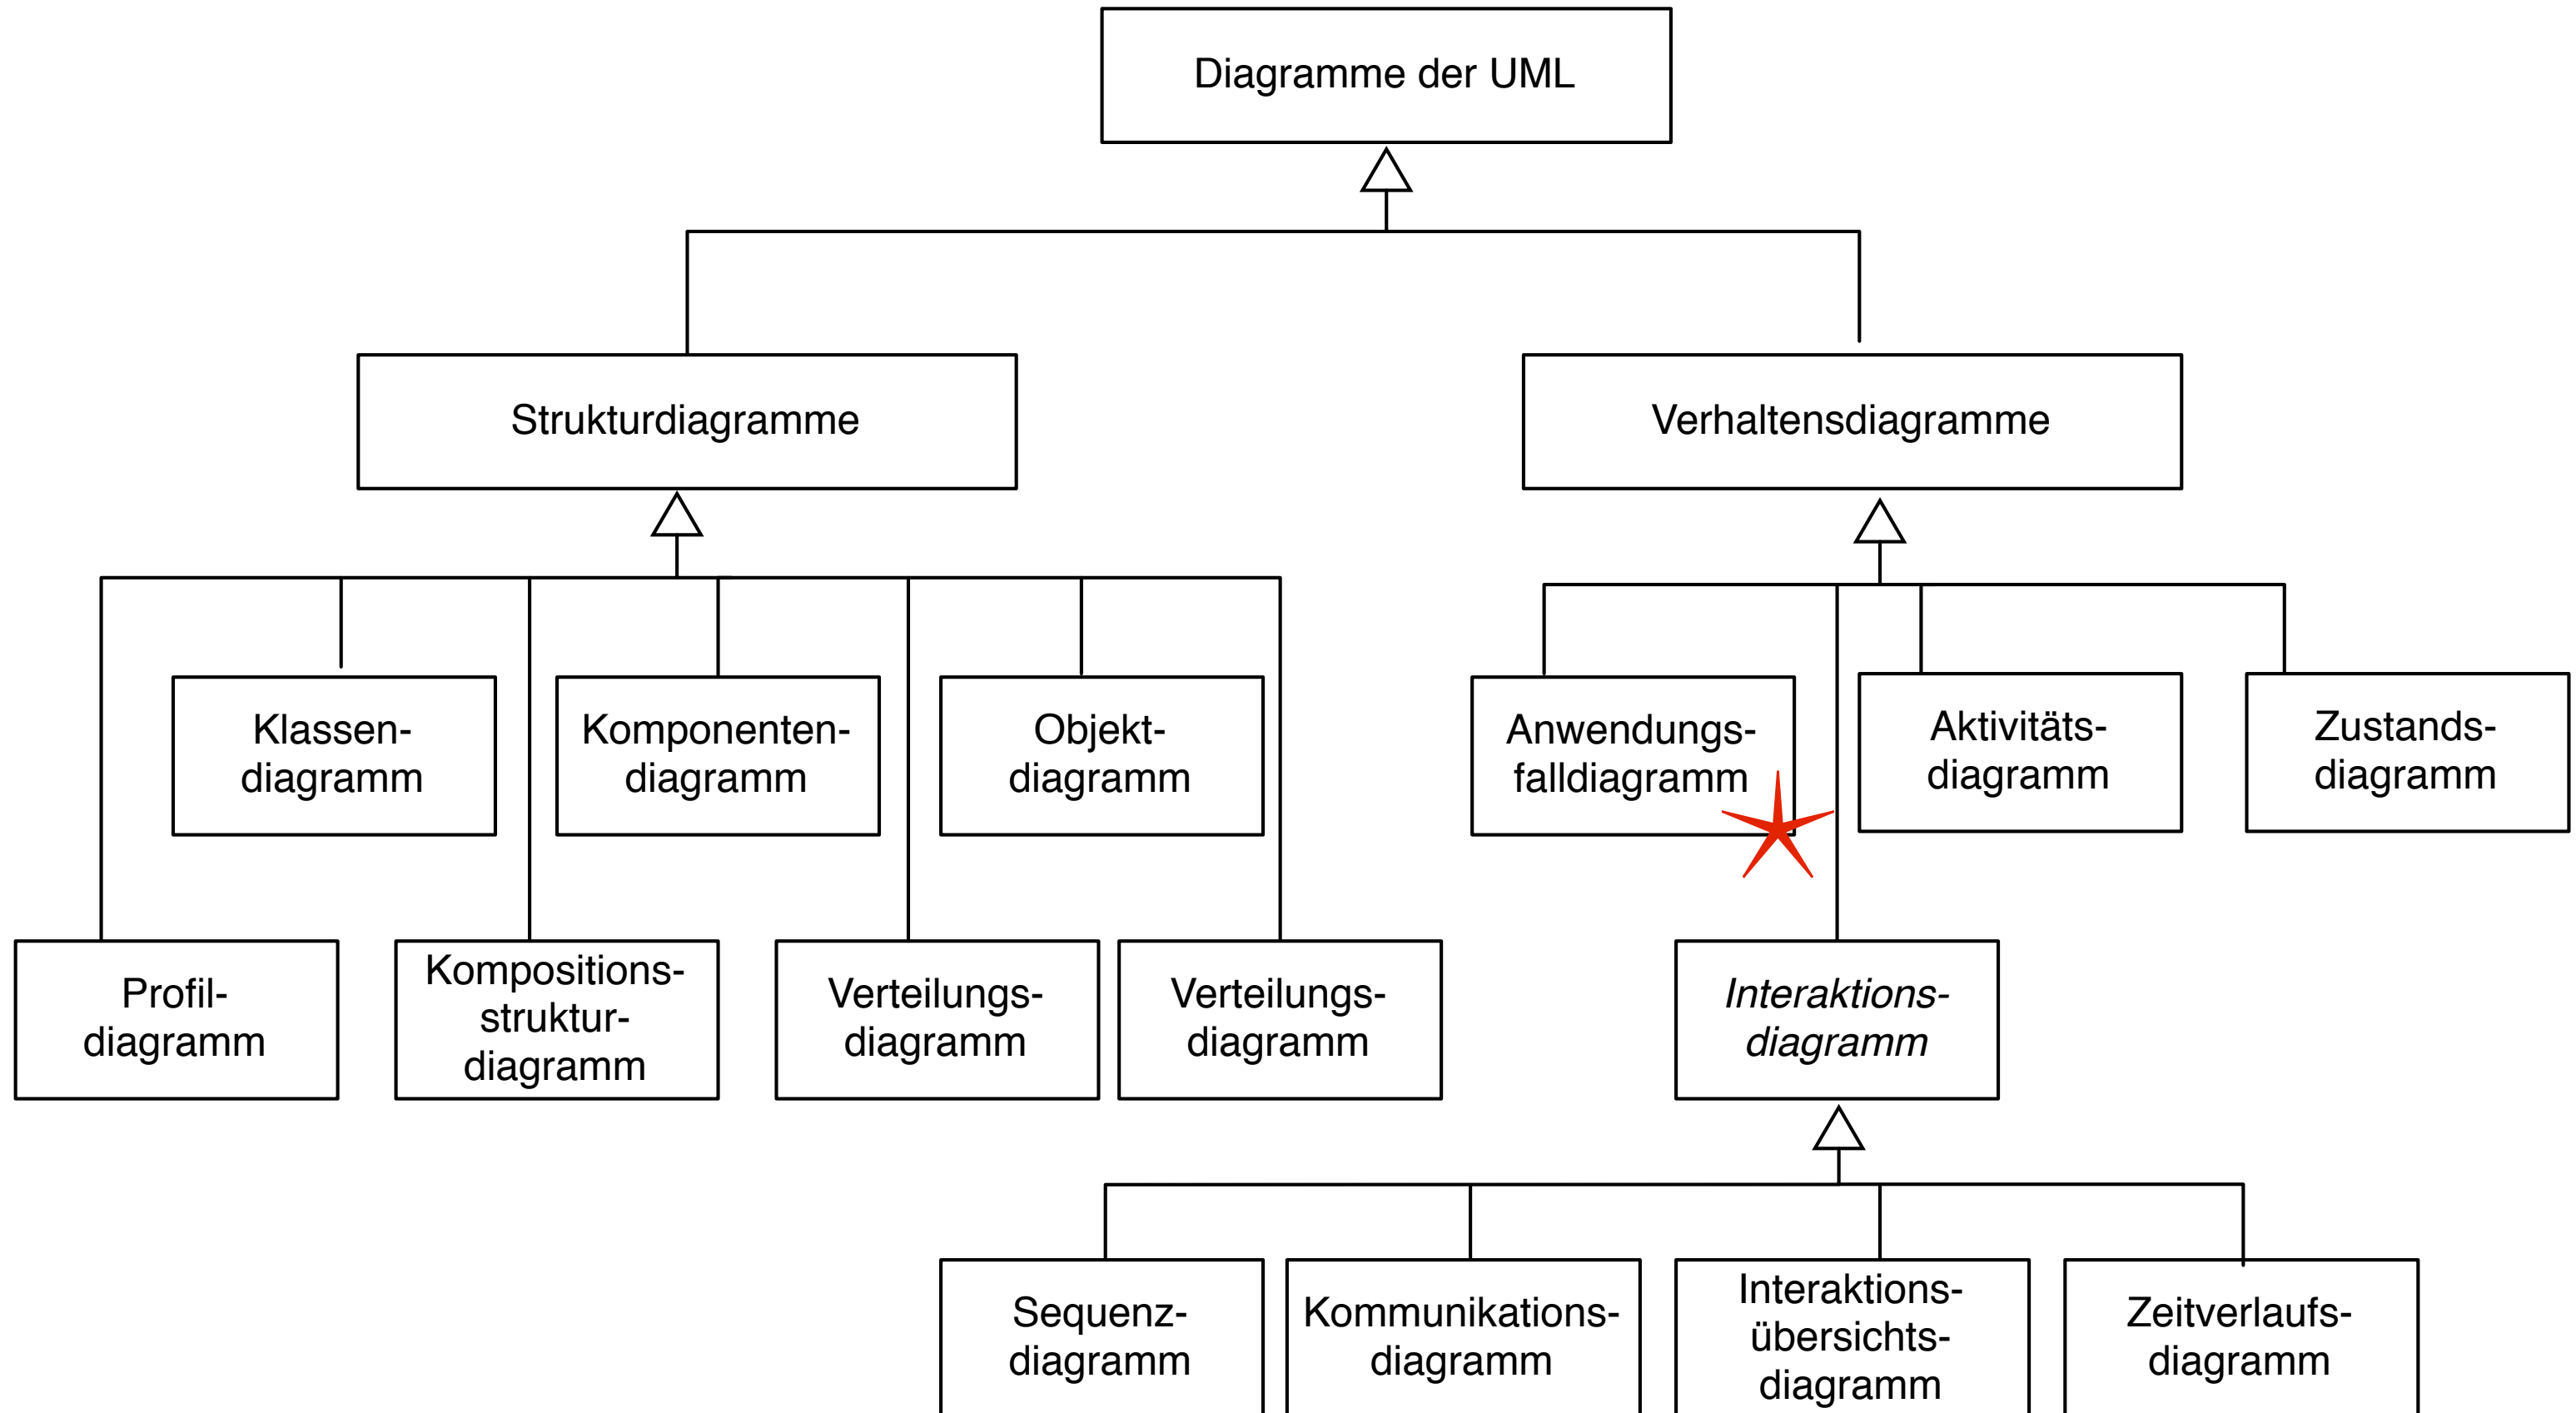 Diagramme der UML
Strukturdiagramme
Verhaltensdiagramme
Klassen-
diagramm
Komponenten-
diagramm
Objekt-
diagramm
Anwendungs-
falldiagramm
Aktivitäts-
diagramm
Zustands-
diagramm
Profil-
diagramm
Kompositions-
struktur-
diagramm
Verteilungs-
diagramm
Verteilungs-
diagramm
Interaktions-
diagramm
Sequenz-
diagramm
Kommunikations-
diagramm
Interaktions-
übersichts-
diagramm
Zeitverlaufs-
diagramm